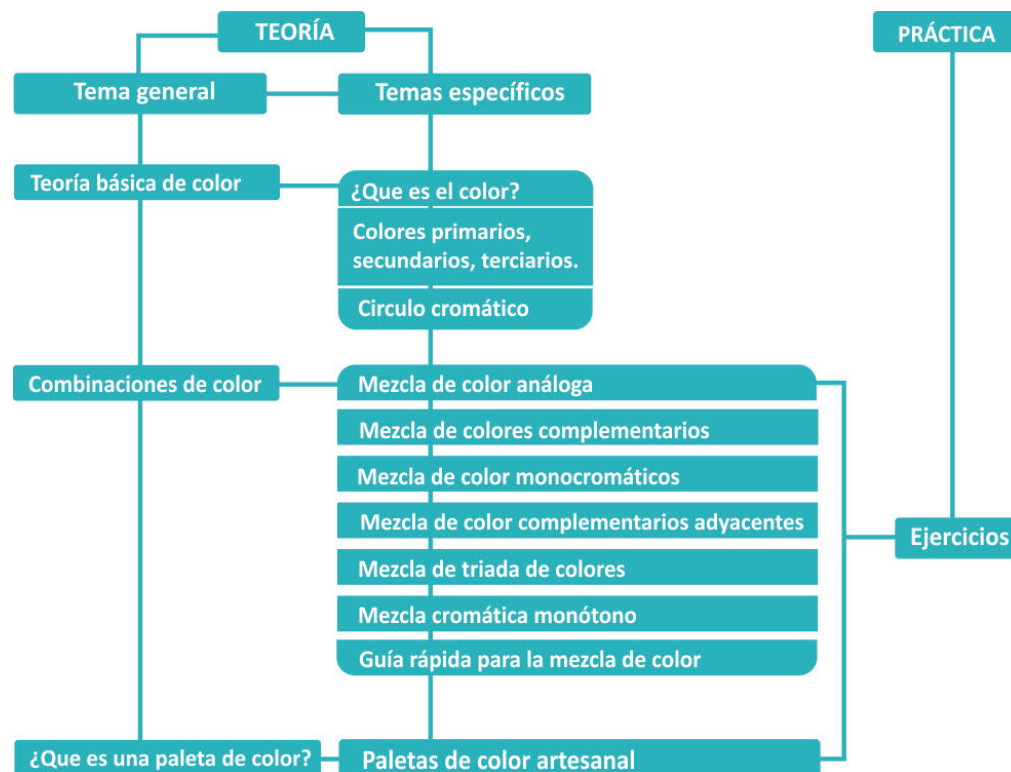 TEORÍA
PRÁCTICA
Tema general
Temas específicos
Teoría básica de color
¿Que es el color?
Colores primarios,
secundarios, terciarios.
Circulo cromático
Combinaciones de color
Mezcla de color análoga
Mezcla de colores complementarios
Mezcla de color monocromáticos
Mezcla de color complementarios adyacentes
Mezcla de triada de colores
Mezcla cromática monótono
Guía rápida para la mezcla de color
Ejercicios
¿Que es una paleta de color?
Paletas de color artesanal